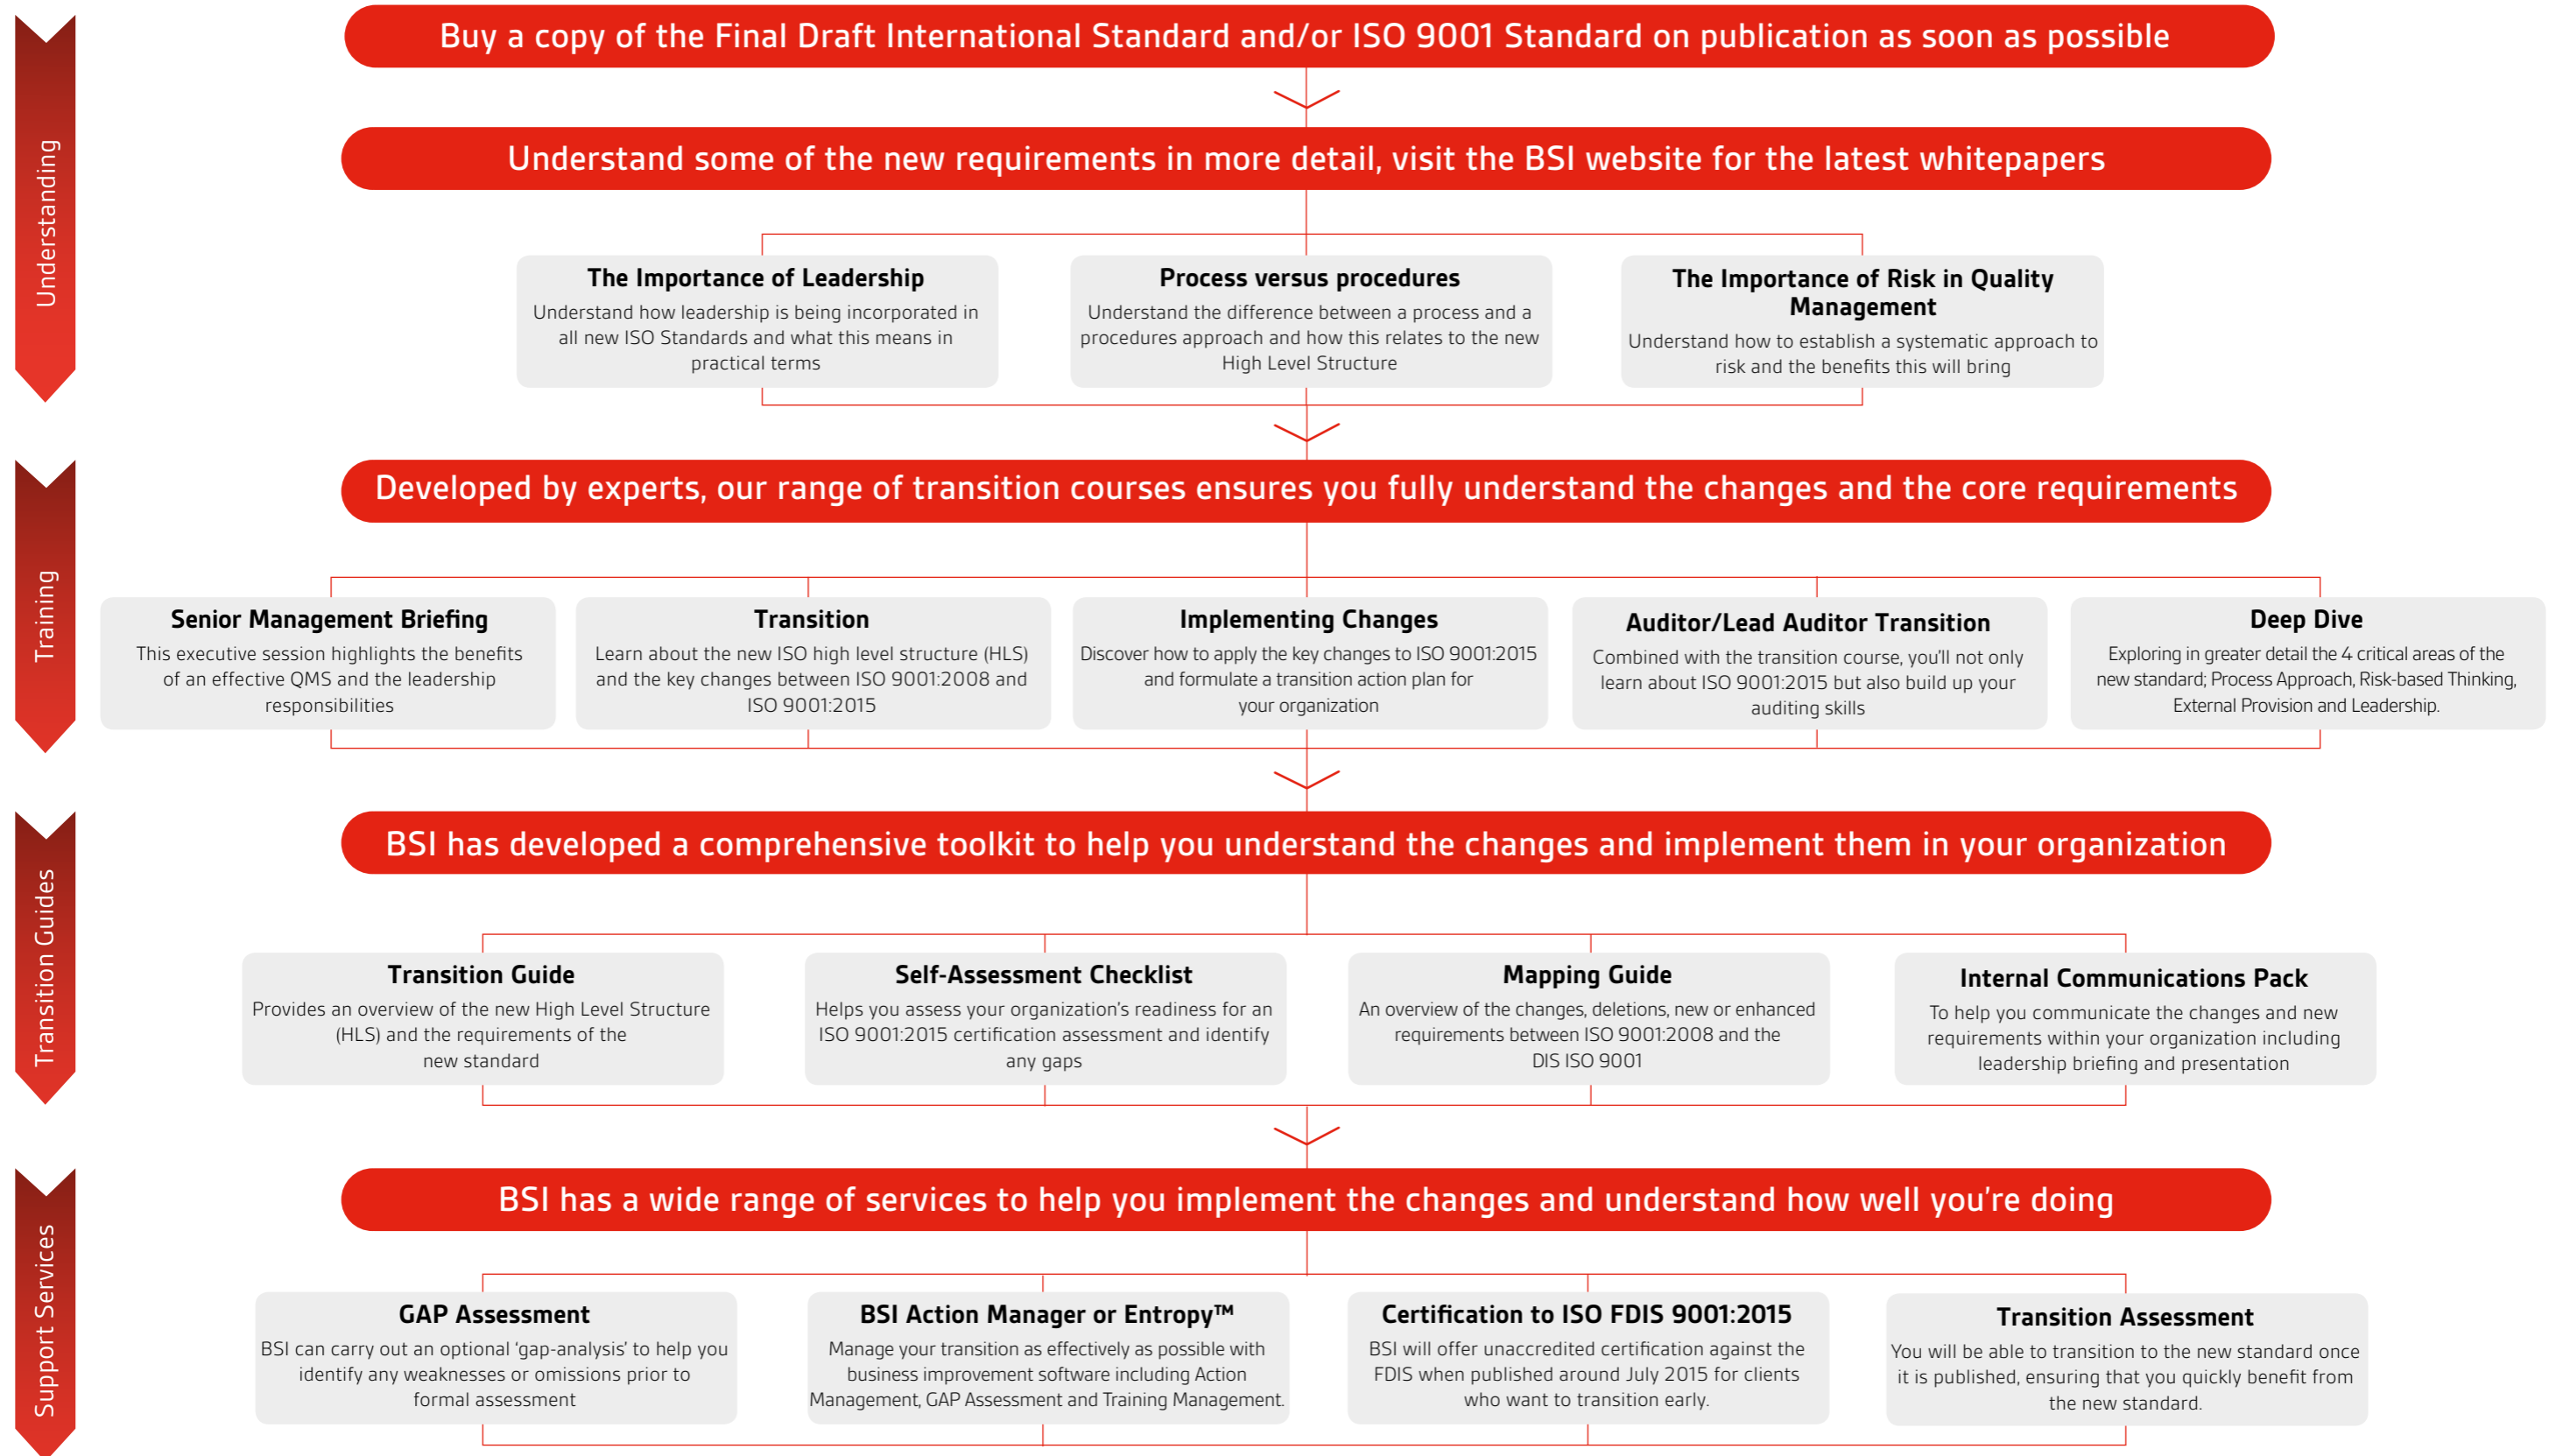 Understanding
Buy a copy of the Final Draft International Standard and/or ISO 9001 Standard on publication as soon as possible
Understand some of the new requirements in more detail, visit the BSI website for the latest whitepapers
The Importance of Leadership
Understand how leadership is being incorporated in
all new ISO Standards and what this means in
practical terms
Process versus procedures
Understand the difference between a process and a
procedures approach and how this relates to the new
High Level Structure
The Importance of Risk in Quality
Management
Understand how to establish a systematic approach to
risk and the benefits this will bring
Training
Developed by experts, our range of transition courses ensures you fully understand the changes and the core requirements
Senior Management Briefing
This executive session highlights the benefits
of an effective QMS and the leadership
responsibilities
Transition
Learn about the new ISO high level structure (HLS)
and the key changes between ISO 9001:2008 and
ISO 9001:2015
Implementing Changes
Discover how to apply the key changes to ISO 9001:2015
and formulate a transition action plan for
your organization
Auditor/Lead Auditor Transition
Combined with the transition course, you'll not only
learn about ISO 9001:2015 but also build up your
auditing skills
Deep Dive
Exploring in greater detail the 4 critical areas of the
new standard; Process Approach, Risk-based Thinking,
External Provision and Leadership.
Transition Guides
BSI has developed a comprehensive toolkit to help you understand the changes and implement them in your organization
Transition Guide
Provides an overview of the new High Level Structure
(HLS) and the requirements of the
new standard
Self-Assessment Checklist
Helps you assess your organization's readiness for an
ISO 9001:2015 certification assessment and identify
any gaps
Mapping Guide
An overview of the changes, deletions, new or enhanced
requirements between ISO 9001:2008 and the
DIS ISO 9001
Internal Communications Pack
To help you communicate the changes and new
requirements within your organization including
leadership briefing and presentation
Support Services
BSI has a wide range of services to help you implement the changes and understand how well you're doing
GAP Assessment
BSI can carry out an optional 'gap-analysis' to help you
identify any weaknesses or omissions prior to
formal assessment
BSI Action Manager or Entropy™
Manage your transition as effectively as possible with
business improvement software including Action
Management, GAP Assessment and Training Management.
Certification to ISO FDIS 9001:2015
BSI will offer unaccredited certification against the
FDIS when published around July 2015 for clients
who want to transition early.
Transition Assessment
You will be able to transition to the new standard once
it is published, ensuring that you quickly benefit from
the new standard.